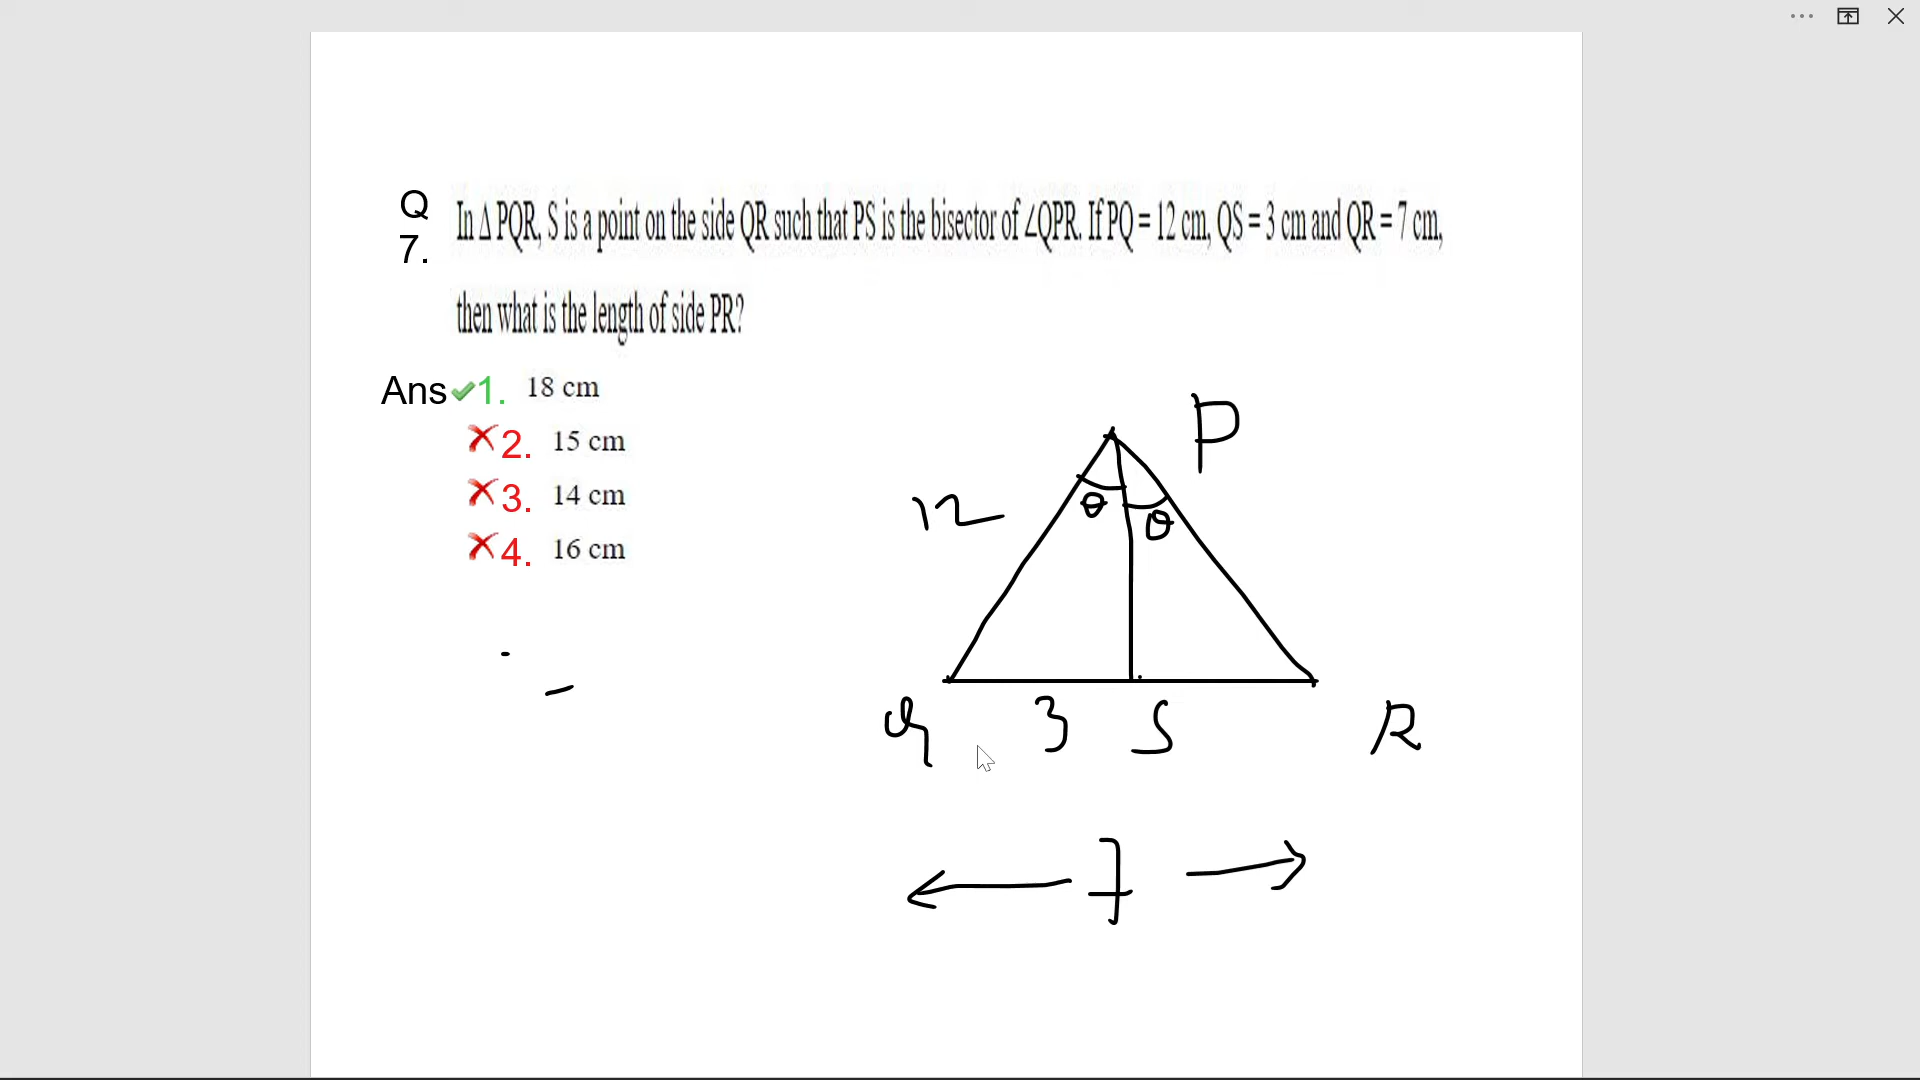 Q 7. In Δ PQR, S is a point on the side QR such that PS is the bisector of ∠QPR. If PQ = 12 cm, QS = 3 cm and QR = 7 cm,
then what is the length of side PR?
Ans 1. 18 cm
2. 15 cm
3. 14 cm
4. 16 cm
P
12
θ θ
Q 3 S R
7